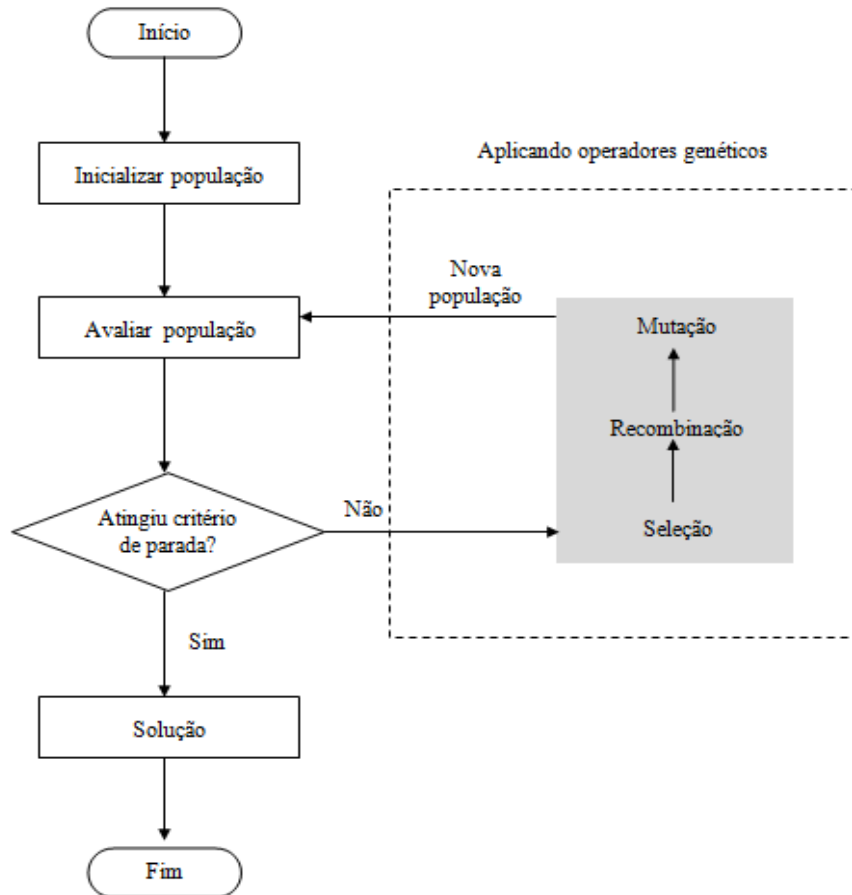 Início
Inicializar população
Aplicando operadores genéticos
Nova
população
Avaliar população
Mutação
Recombinação
Seleção
Atingiu critério
de parada?
Não
Sim
Solução
Fim